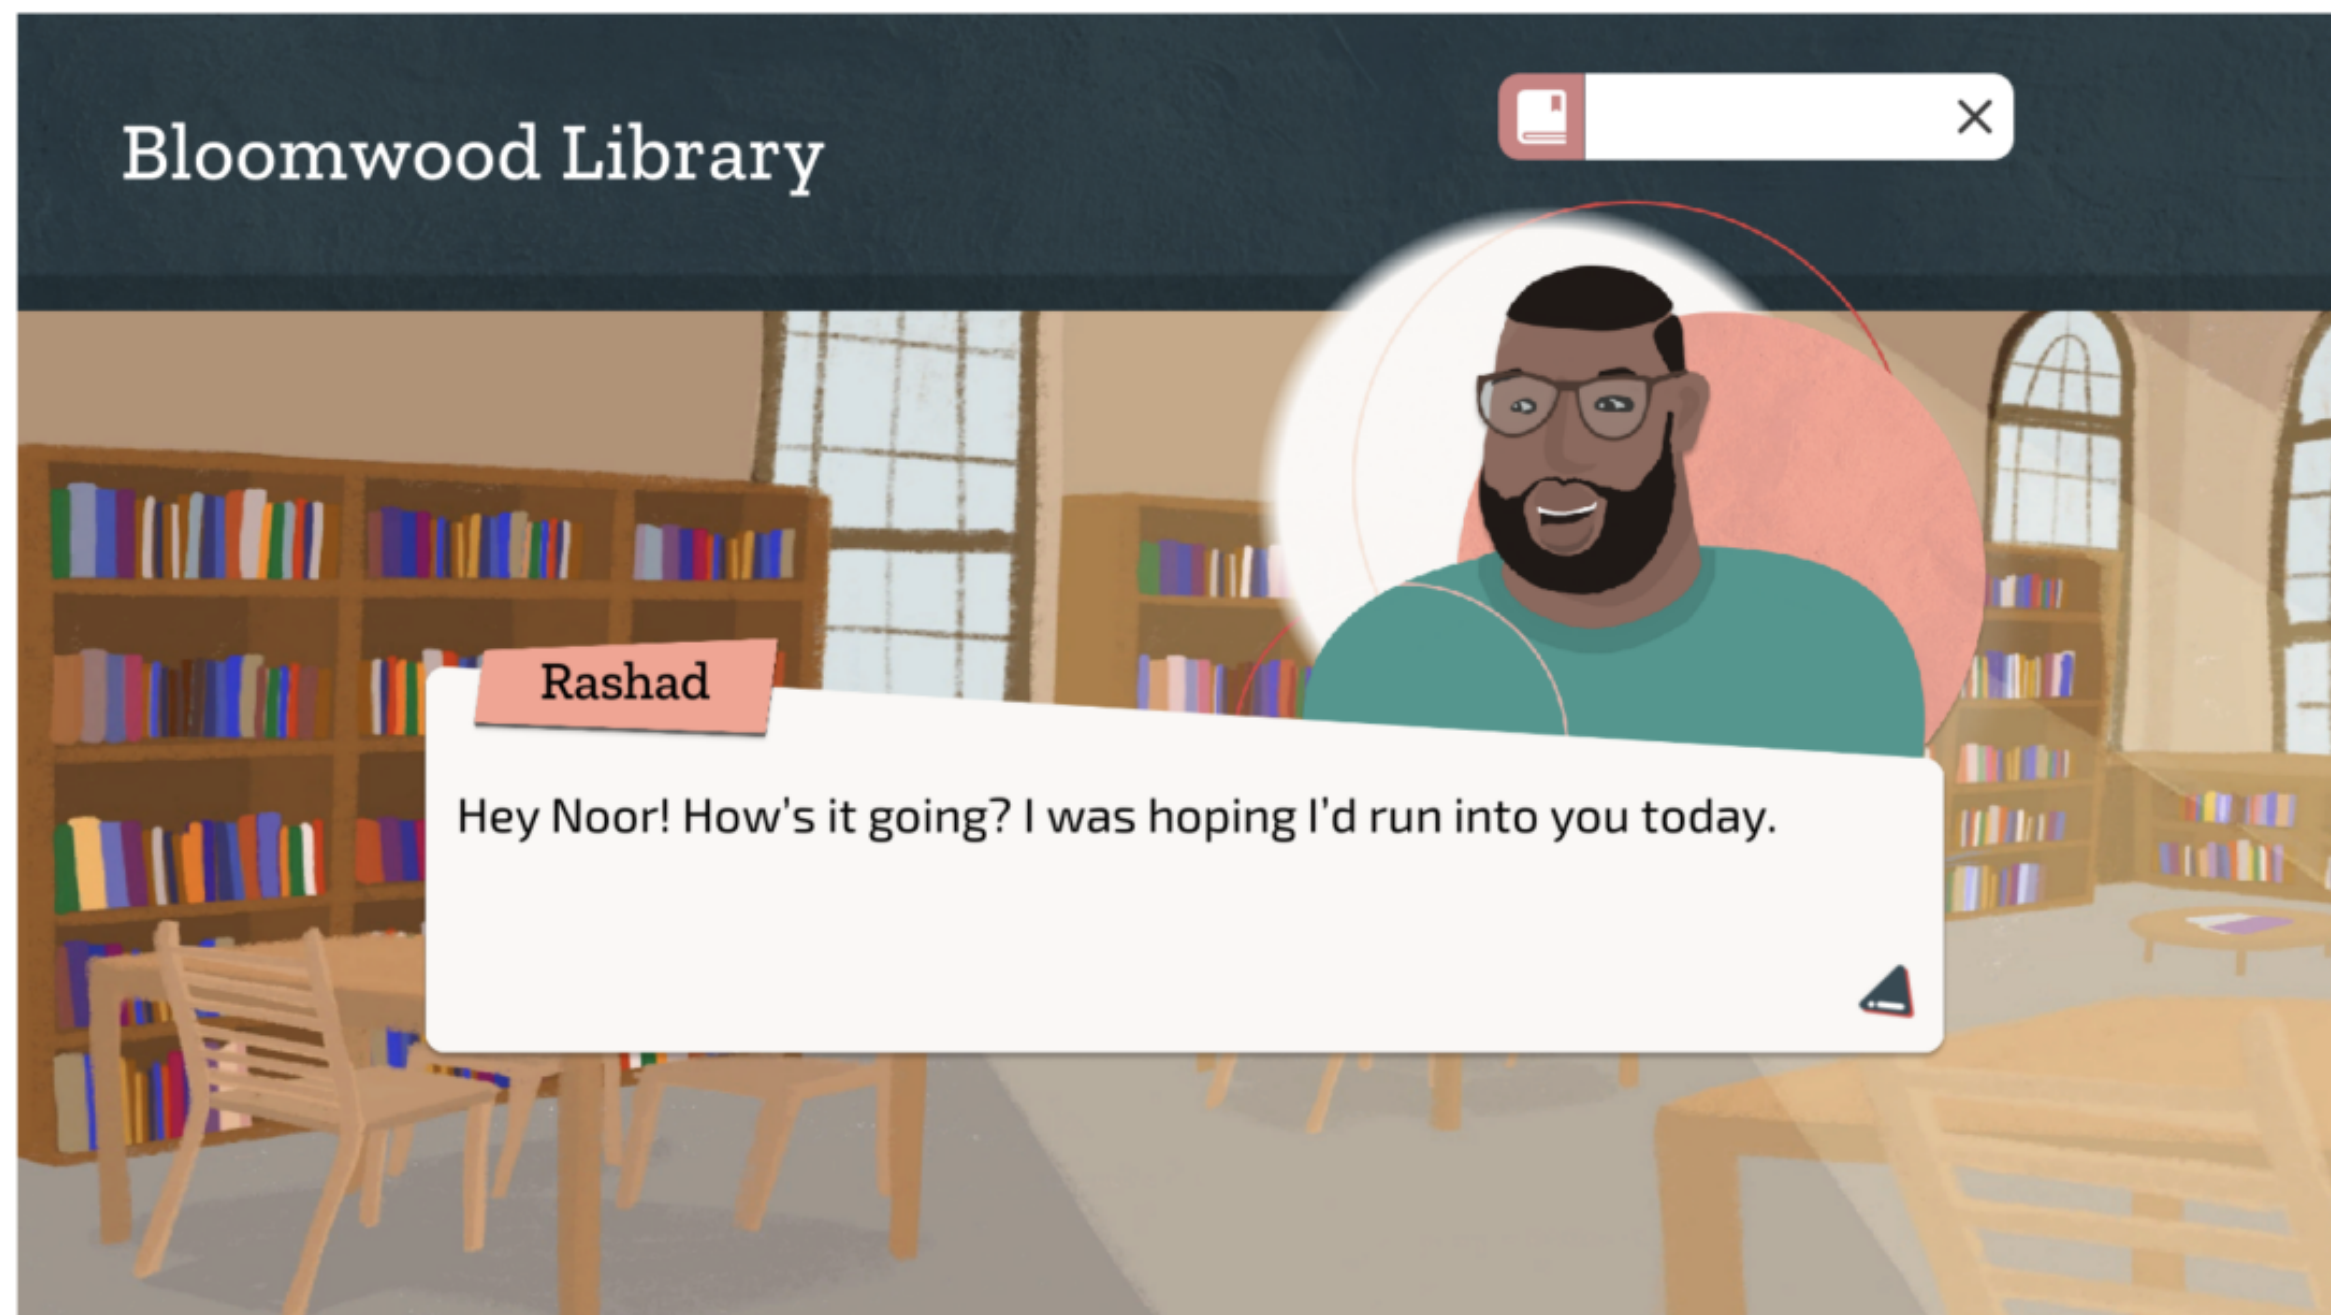 Bloomwood Library
Rashad
Hey Noor! How's it going? I was hoping I'd run into you today.